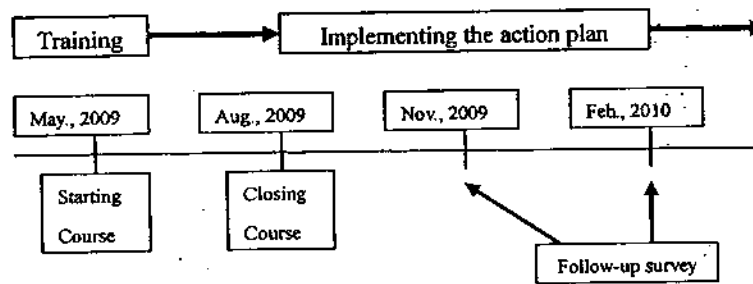 Training
Implementing the action plan
May., 2009
Aug., 2009
Nov., 2009
Feh., 2010
Starting
Course
Closing
Course
Follow-up survey